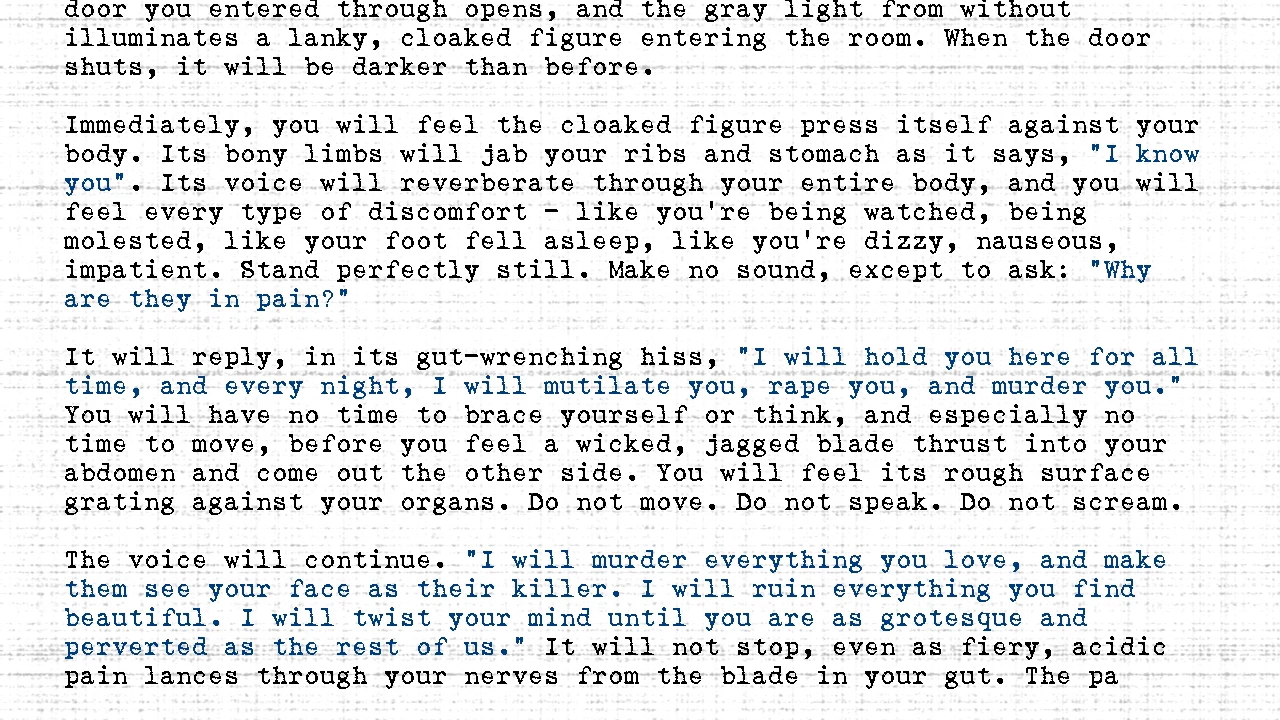 door you entered through opens, and the gray light from without
illuminates a lanky, cloaked figure entering the room. When the door
shuts, it will be darker than before.
Immediately, you will feel the cloaked figure press itself against your
body. Its bony limbs will jab your ribs and stomach as it says, "I know
you". Its voice will reverberate through your entire body, and you will
feel every type of discomfort - like you're being watched, being
molested, like your foot fell asleep, like you're dizzy, nauseous,
impatient. Stand perfectly still. Make no sound, except to ask: "Why
are they in pain?"
It will reply, in its gut-wrenching hiss, "I will hold you here for all
time, and every night, I will mutilate you, rape you, and murder you."
You will have no time to brace yourself or think, and especially no
time to move, before you feel a wicked, jagged blade thrust into your
abdomen and come out the other side. You will feel its rough surface
grating against your organs. Do not move. Do not speak. Do not scream.
The voice will continue. "I will murder everything you love, and make
them see your face as their killer. I will ruin everything you find
beautiful. I will twist your mind until you are as grotesque and
perverted as the rest of us." It will not stop, even as fiery, acidic
pain lances through your nerves from the blade in your gut. The pa